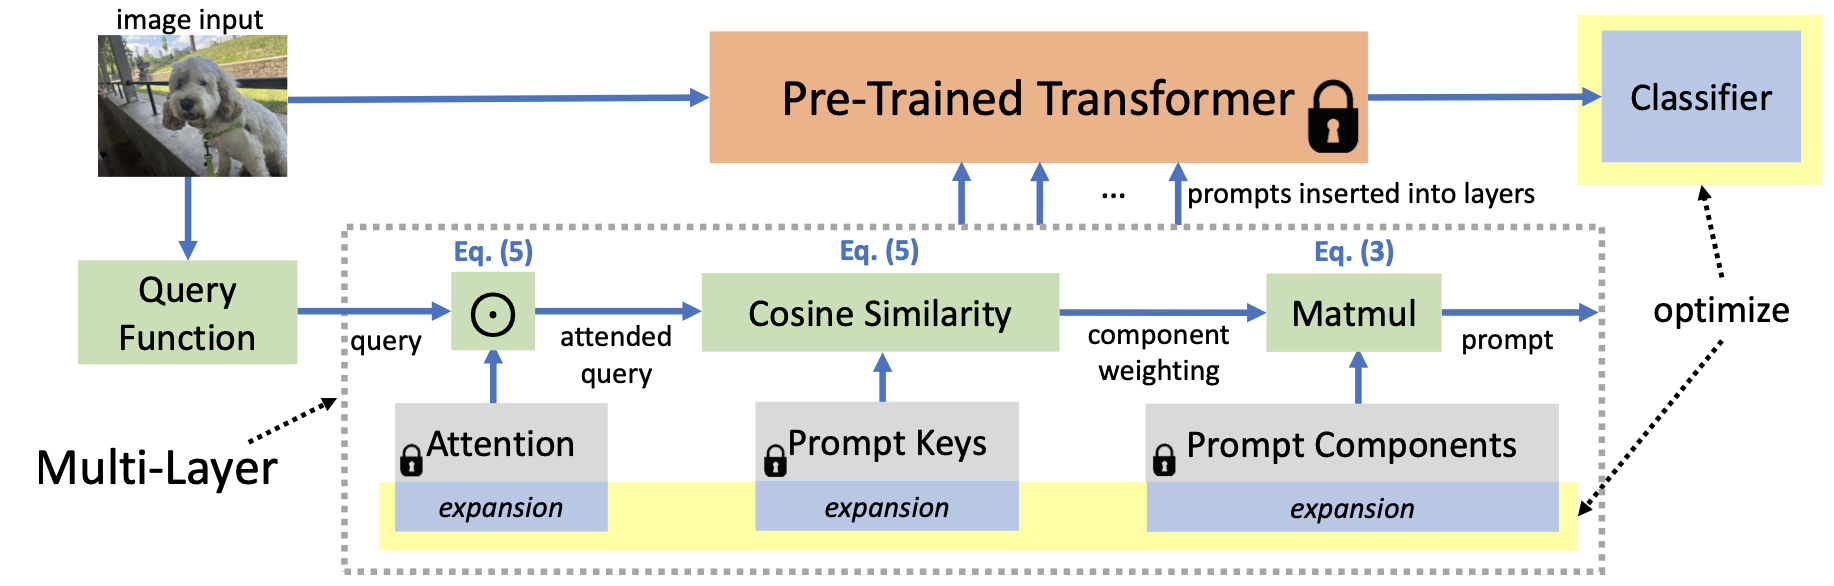 image input
Pre-Trained Transformer
Classifier
... prompts inserted into layers
Eq. (5)
Eq. (5)
Eq. (3)
Query
Function
query
⊙
attended
query
Cosine Similarity
component
weighting
Matmul
prompt
optimize
Multi-Layer
Attention
Prompt Keys
Prompt Components
expansion
expansion
expansion